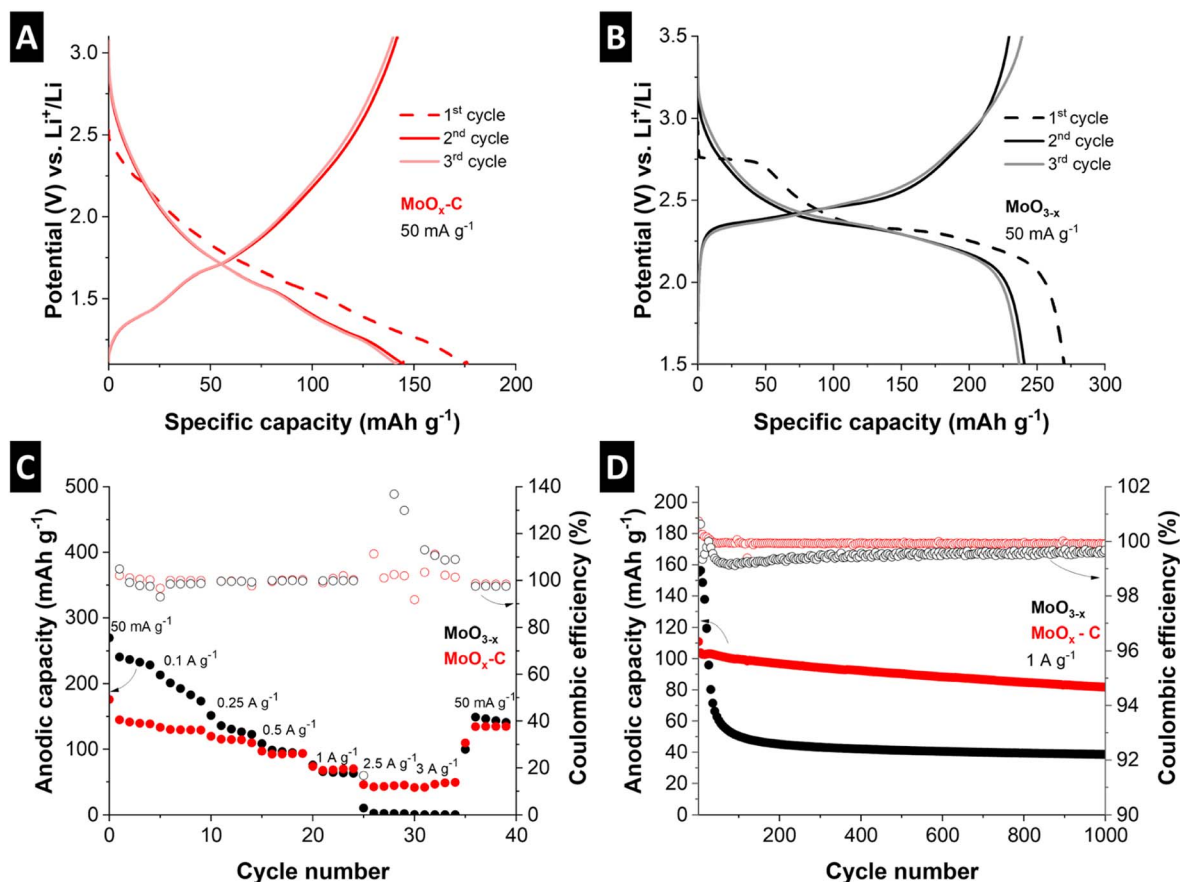 A
Potential (V) vs. Li⁺/Li
3.0
2.5
2.0
1.5
1st cycle
2nd cycle
3rd cycle
MoOₓ-C
50 mA g⁻¹
0 50 100 150 200
Specific capacity (mAh g⁻¹)
B
Potential (V) vs. Li⁺/Li
3.5
3.0
2.5
2.0
1.5
1st cycle
2nd cycle
3rd cycle
MoO₃₋ₓ
50 mA g⁻¹
0 50 100 150 200 250 300
Specific capacity (mAh g⁻¹)
C
Anodic capacity (mAh g⁻¹)
500
450
400
350
300
250
200
150
100
50
0
50 mA g⁻¹
0.1 A g⁻¹
0.25 A g⁻¹
0.5 A g⁻¹
1 A g⁻¹
2.5 A g⁻¹
3 A g⁻¹
50 mA g⁻¹
MoO₃₋ₓ
MoOₓ-C
140
120
100
80
60
40
20
0
Coulombic efficiency (%)
0 10 20 30 40
Cycle number
D
Anodic capacity (mAh g⁻¹)
200
180
160
140
120
100
80
60
40
20
0
MoO₃₋ₓ
MoOₓ - C
1 A g⁻¹
102
100
98
96
94
92
90
Coulombic efficiency (%)
200 400 600 800 1000
Cycle number